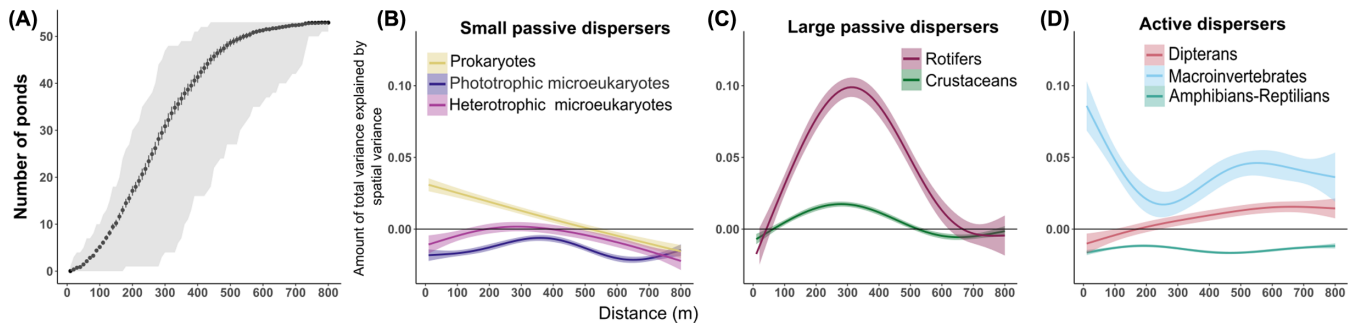 (A)
Number of ponds
50
40
30
20
10
0
0 100 200 300 400 500 600 700 800
(B) Small passive dispersers
Prokaryotes
Phototrophic microeukaryotes
Heterotrophic microeukaryotes
Amount of total variance explained by
spatial variance
0.10
0.05
0.00
0 100 200 300 400 500 600 700 800
Distance (m)
(C) Large passive dispersers
Rotifers
Crustaceans
0.10
0.05
0.00
0 100 200 300 400 500 600 700 800
(D) Active dispersers
Dipterans
Macroinvertebrates
Amphibians-Reptilians
0.10
0.05
0.00
0 100 200 300 400 500 600 700 800